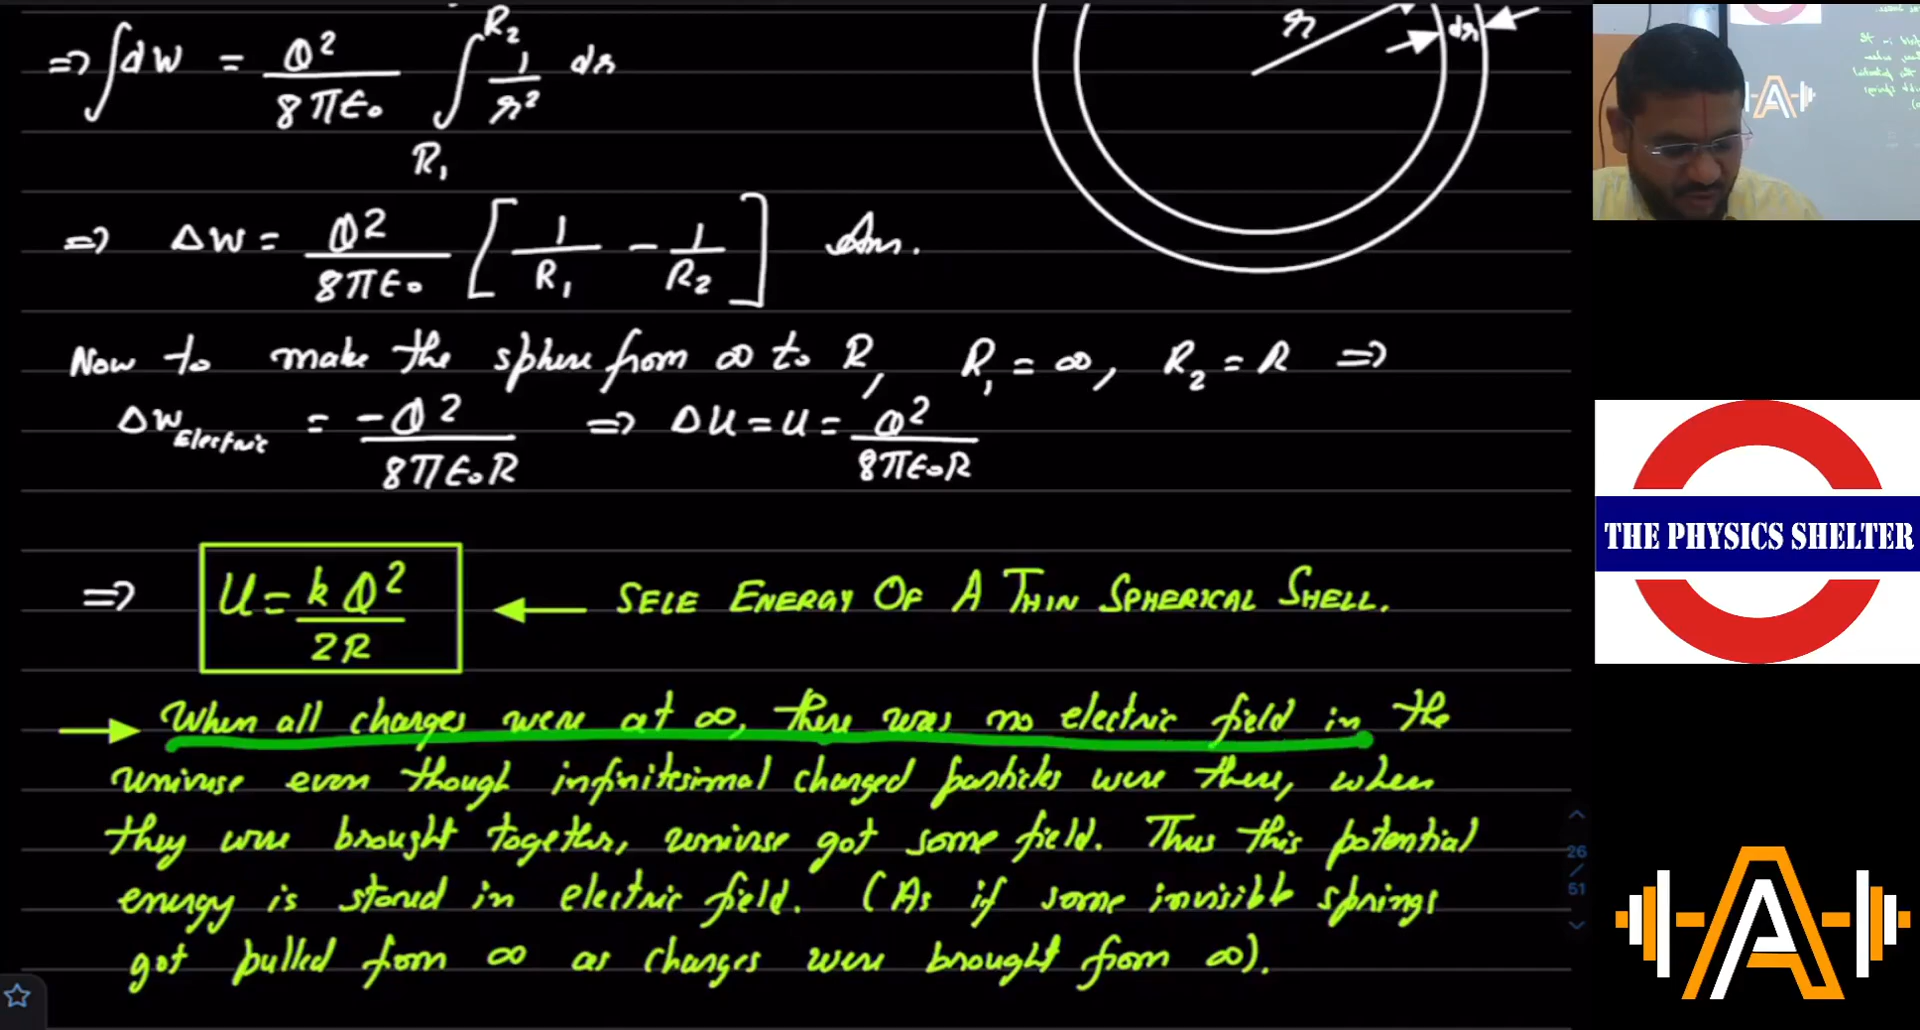 ⇒ ∫dW = Q²/8πε₀ ∫_{R₁}^{R₂} 1/r² dr
r
dr
⇒ ΔW = Q²/8πε₀ [1/R₁ − 1/R₂] Ans.
Now to make the sphere from ∞ to R, R₁ = ∞, R₂ = R ⇒
ΔW_Electric = −Q²/8πε₀R ⇒ ΔU = U = Q²/8πε₀R
⇒ U = kQ²/2R ← SELF ENERGY OF A THIN SPHERICAL SHELL.
→ When all charges were at ∞, there was no electric field in the
universe even though infinitesimal charged particles were there, when
they were brought together, universe got some field. Thus this potential
energy is stored in electric field. (As if some invisible springs
got pulled from ∞ as charges were brought from ∞).
26
/
51
A
THE PHYSICS SHELTER
A